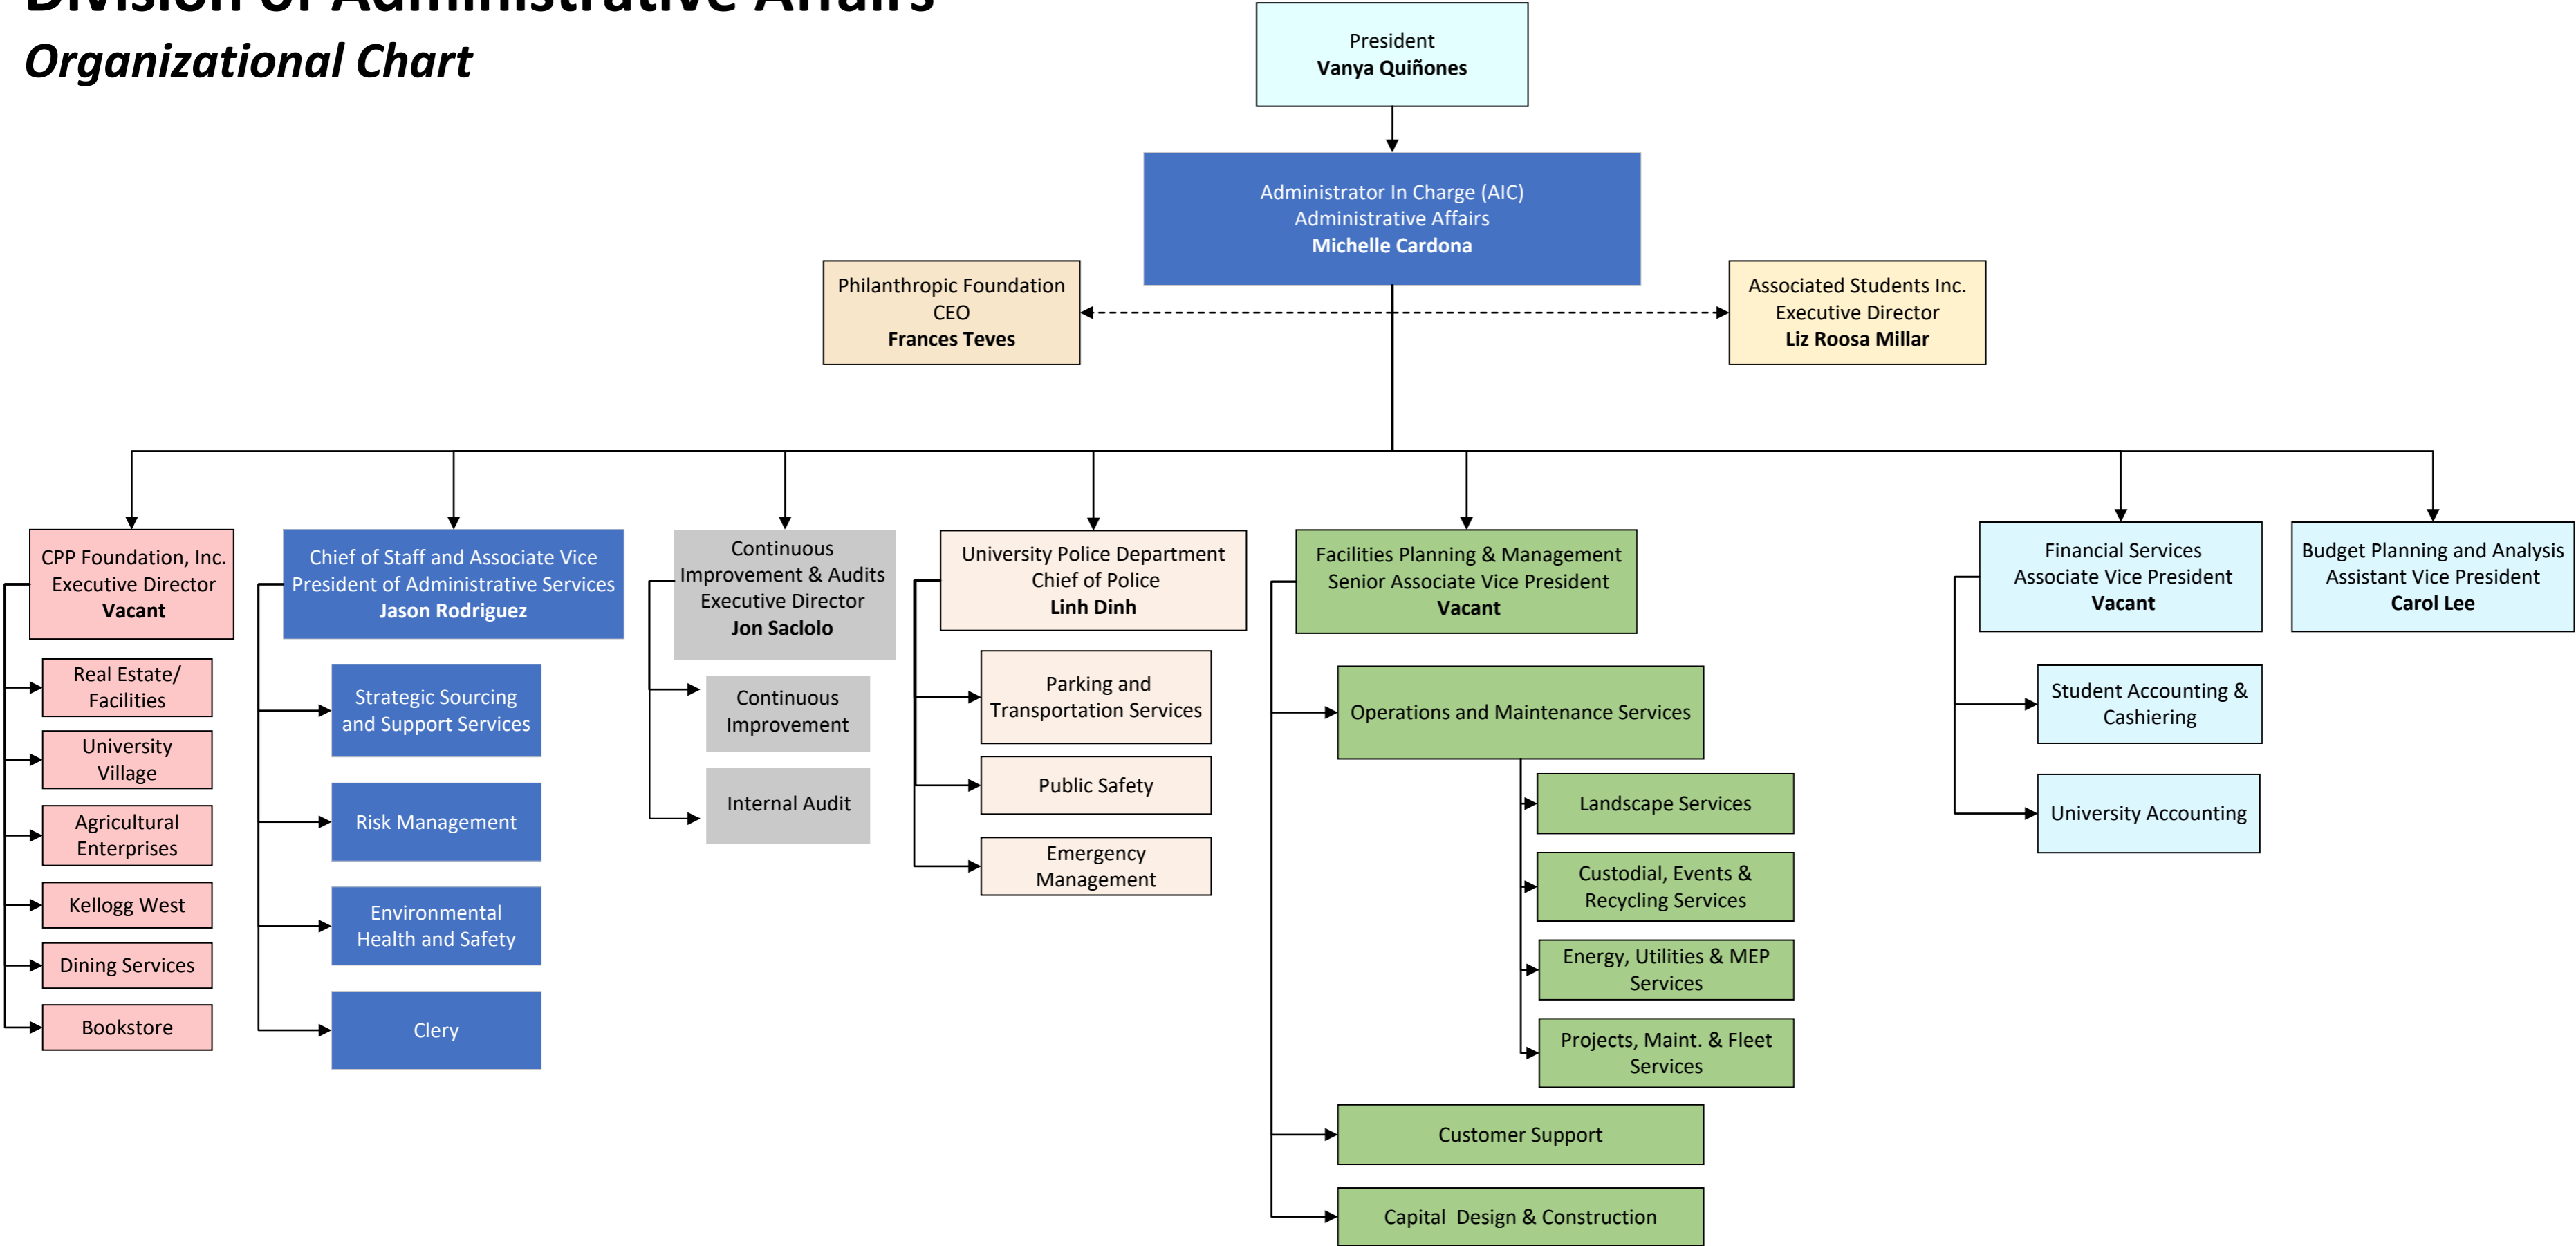 Division of Administrative Affairs
Organizational Chart
President
Vanya Quiñones
Administrator In Charge (AIC)
Administrative Affairs
Michelle Cardona
Philanthropic Foundation
CEO
Frances Teves
Associated Students Inc.
Executive Director
Liz Roosa Millar
CPP Foundation, Inc.
Executive Director
Vacant
Real Estate/
Facilities
University
Village
Agricultural
Enterprises
Kellogg West
Dining Services
Bookstore
Chief of Staff and Associate Vice
President of Administrative Services
Jason Rodriguez
Strategic Sourcing
and Support Services
Risk Management
Environmental
Health and Safety
Clery
Continuous
Improvement & Audits
Executive Director
Jon Saclolo
Continuous
Improvement
Internal Audit
University Police Department
Chief of Police
Linh Dinh
Parking and
Transportation Services
Public Safety
Emergency
Management
Facilities Planning & Management
Senior Associate Vice President
Vacant
Operations and Maintenance Services
Landscape Services
Custodial, Events &
Recycling Services
Energy, Utilities & MEP
Services
Projects, Maint. & Fleet
Services
Customer Support
Capital  Design & Construction
Financial Services
Associate Vice President
Vacant
Student Accounting &
Cashiering
University Accounting
Budget Planning and Analysis
Assistant Vice President
Carol Lee